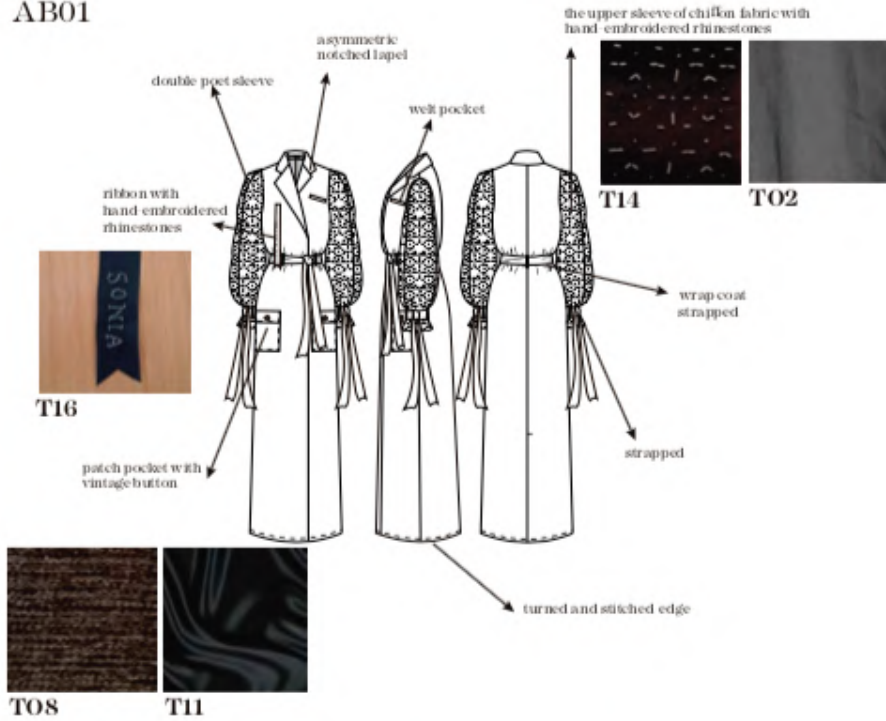 AB01
the upper sleeve of chiffon fabric with
hand-embroidered rhinestones
asymmetric
notched lapel
double poet sleeve
welt pocket
T14
T02
ribbon with
hand-embroidered
rhinestones
SONIA
T16
wrap coat
strapped
strapped
patch pocket with
vintage button
turned and stitched edge
T08
T11